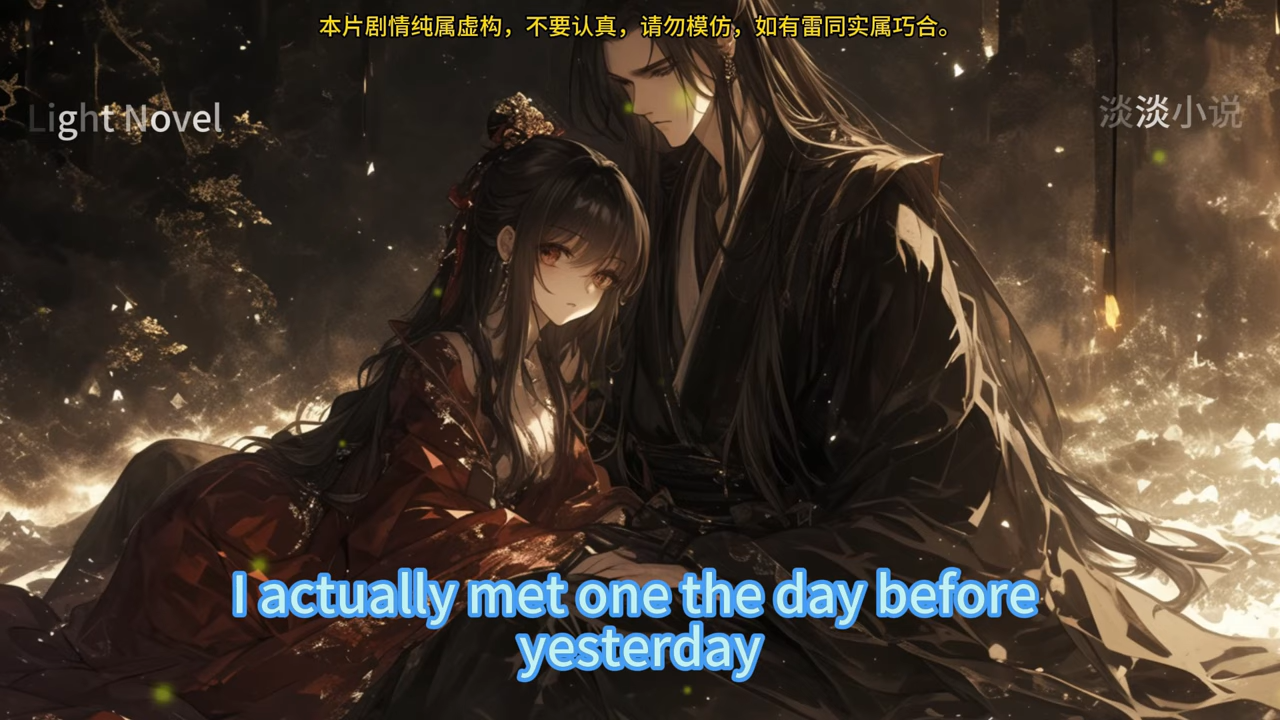 本片剧情纯属虚构，不要认真，请勿模仿，如有雷同实属巧合。
Light Novel
淡淡小说
I actually met one the day before
yesterday